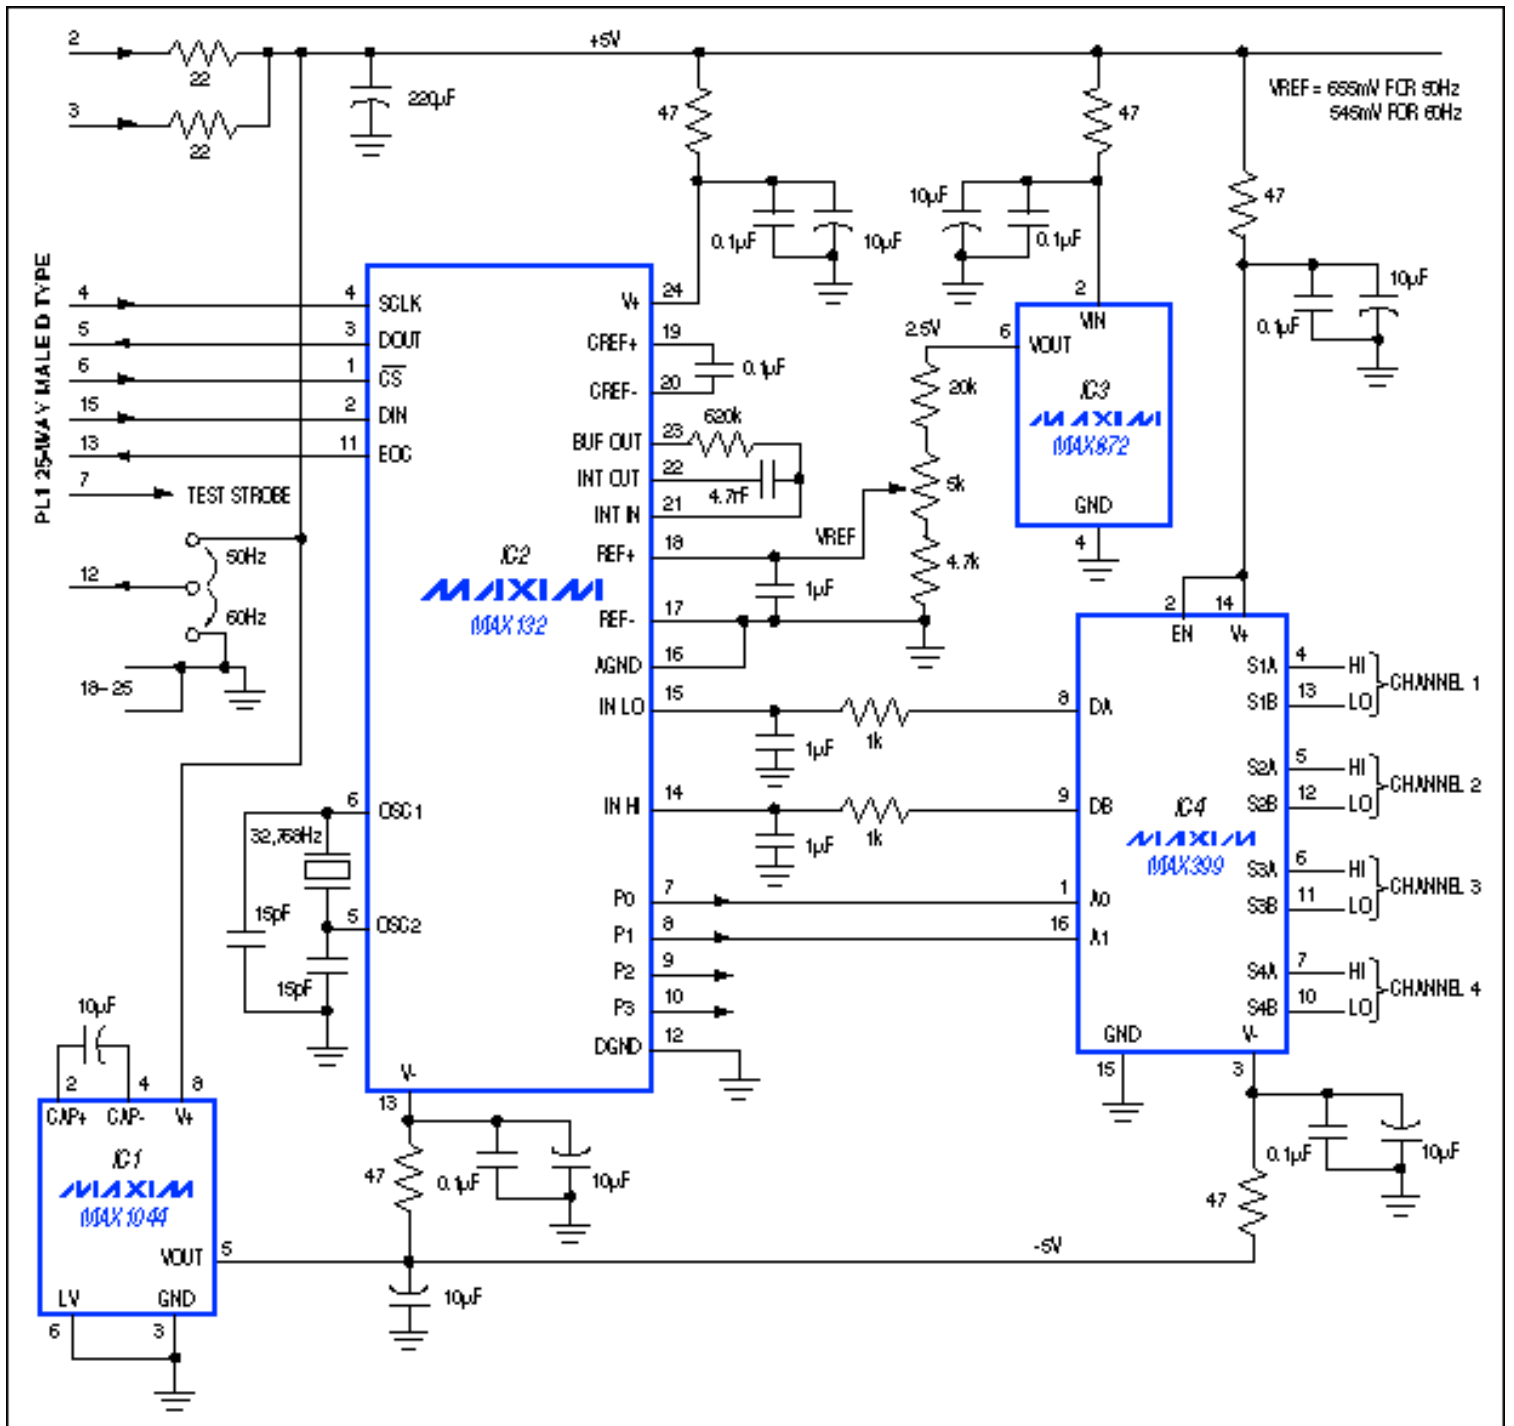 2
22
3
22
+5V
220µF
47
0.1µF
10µF
47
10µF
0.1µF
VREF = 655mV FOR 50Hz
545mV FOR 60Hz
47
0.1µF
10µF
PL1 25-WAY MALE D TYPE
4
5
6
15
13
7
TEST STROBE
12
50Hz
60Hz
18-25
4 SCLK
3 DOUT
1 CS
2 DIN
11 EOC
6 OSC1
5 OSC2
32,768Hz
15pF
15pF
IC2
MAXIM
MAX132
V+ 24
CREF+ 19
CREF- 20
0.1µF
BUF OUT 23
620k
INT OUT 22
4.7nF
INT IN 21
REF+ 18
VREF
1µF
REF- 17
AGND 16
IN LO 15
1µF
1k
IN HI 14
1µF
1k
P0 7
P1 8
P2 9
P3 10
DGND 12
V-
13
47
0.1µF
10µF
2.5V
20k
5k
4.7k
2
VIN
6 VOUT
IC3
MAXIM
MAX872
GND
4
2 14
EN V+
8 DA
9 DB
1 A0
16 A1
IC4
MAXIM
MAX399
S1A 4 HI
S1B 13 LO
CHANNEL 1
S2A 5 HI
S2B 12 LO
CHANNEL 2
S3A 6 HI
S3B 11 LO
CHANNEL 3
S4A 7 HI
S4B 10 LO
CHANNEL 4
GND
15
V-
3
0.1µF
10µF
47
-5V
10µF
10µF
2 4 8
CAP+ CAP- V+
IC1
MAXIM
MAX1044
VOUT 5
LV GND
6 3